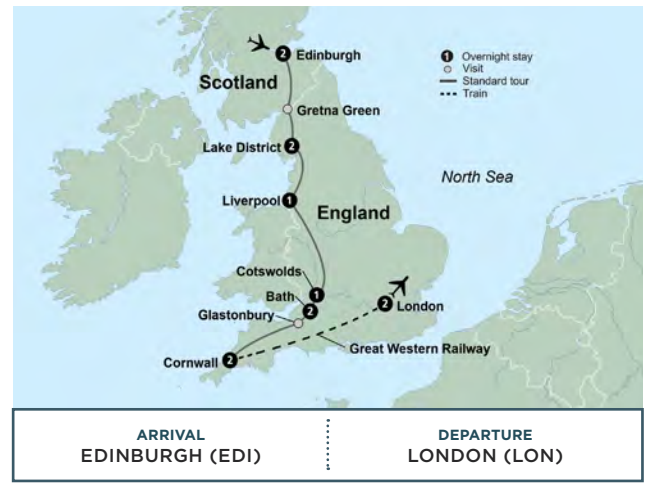 2 Edinburgh
Scotland
1 Overnight stay
Visit
Standard tour
Train
Gretna Green
Lake District 2
North Sea
Liverpool 1
England
Cotswolds
1
Bath
2
Glastonbury
2 London
Great Western Railway
Cornwall 2
ARRIVAL
EDINBURGH (EDI)
DEPARTURE
LONDON (LON)